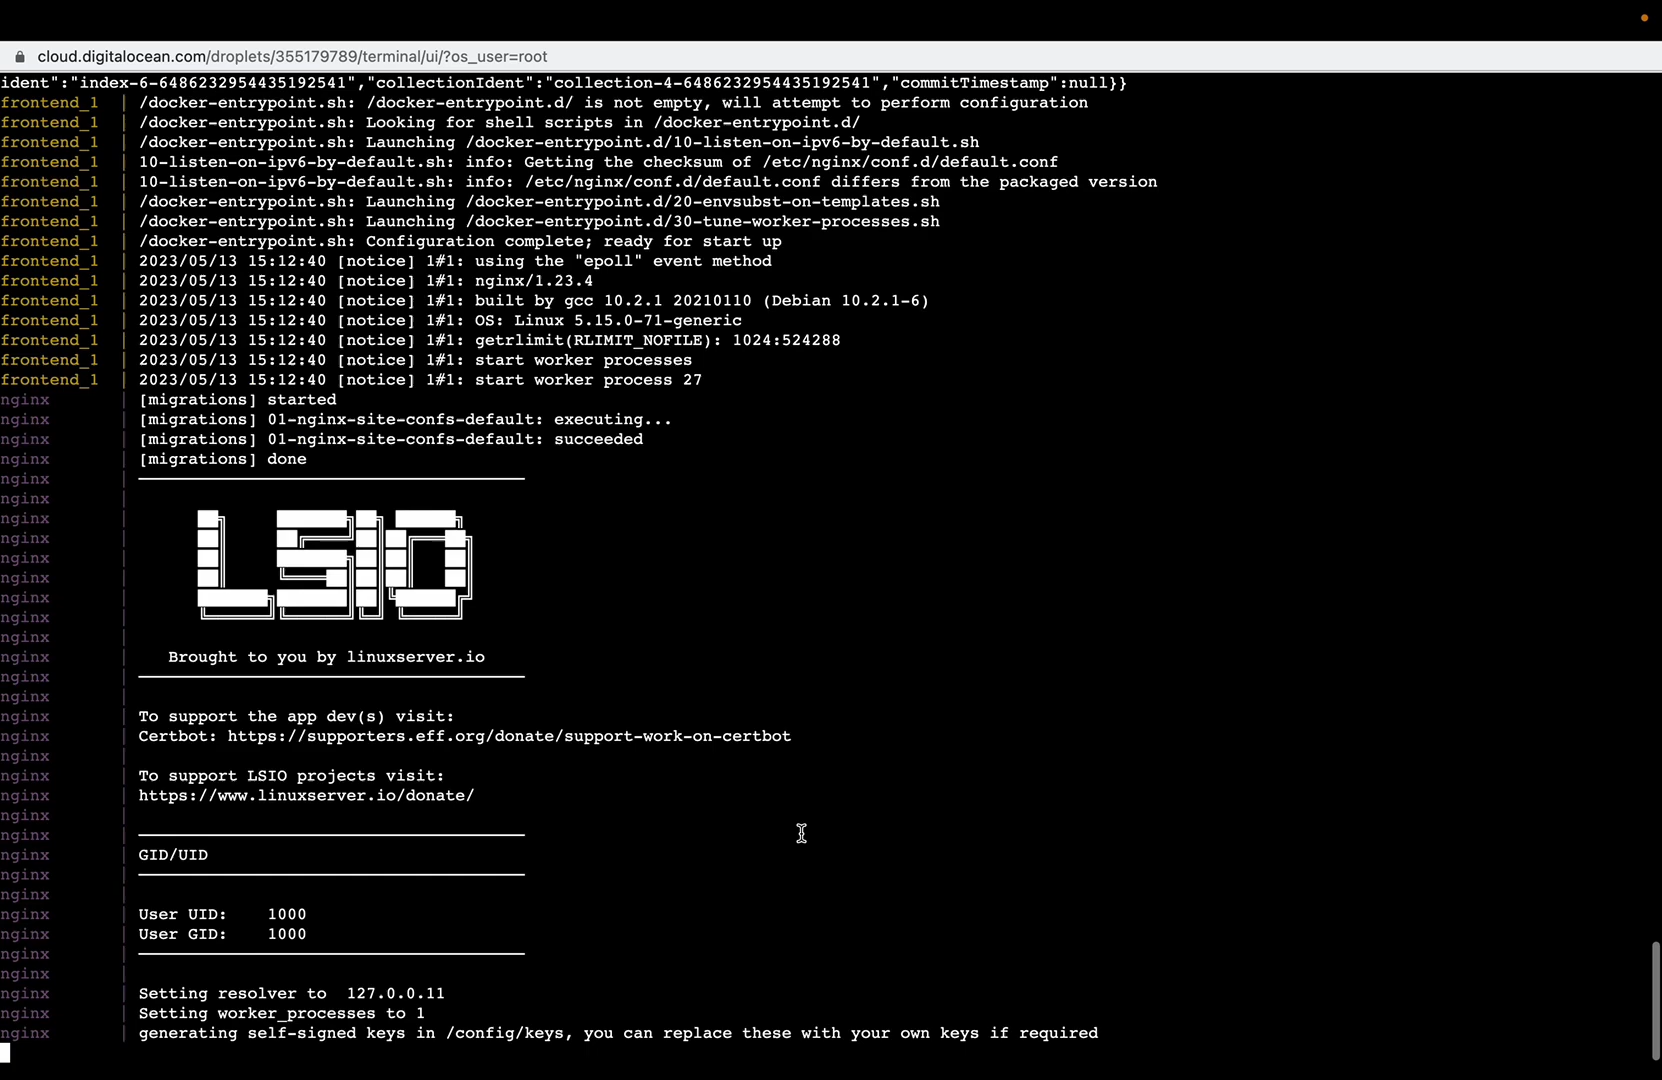 cloud.digitalocean.com/droplets/355179789/terminal/ui/?os_user=root
ident":"index-6-6486232954435192541","collectionIdent":"collection-4-6486232954435192541","commitTimestamp":null}}
frontend_1 | /docker-entrypoint.sh: /docker-entrypoint.d/ is not empty, will attempt to perform configuration
frontend_1 | /docker-entrypoint.sh: Looking for shell scripts in /docker-entrypoint.d/
frontend_1 | /docker-entrypoint.sh: Launching /docker-entrypoint.d/10-listen-on-ipv6-by-default.sh
frontend_1 | 10-listen-on-ipv6-by-default.sh: info: Getting the checksum of /etc/nginx/conf.d/default.conf
frontend_1 | 10-listen-on-ipv6-by-default.sh: info: /etc/nginx/conf.d/default.conf differs from the packaged version
frontend_1 | /docker-entrypoint.sh: Launching /docker-entrypoint.d/20-envsubst-on-templates.sh
frontend_1 | /docker-entrypoint.sh: Launching /docker-entrypoint.d/30-tune-worker-processes.sh
frontend_1 | /docker-entrypoint.sh: Configuration complete; ready for start up
frontend_1 | 2023/05/13 15:12:40 [notice] 1#1: using the "epoll" event method
frontend_1 | 2023/05/13 15:12:40 [notice] 1#1: nginx/1.23.4
frontend_1 | 2023/05/13 15:12:40 [notice] 1#1: built by gcc 10.2.1 20210110 (Debian 10.2.1-6)
frontend_1 | 2023/05/13 15:12:40 [notice] 1#1: OS: Linux 5.15.0-71-generic
frontend_1 | 2023/05/13 15:12:40 [notice] 1#1: getrlimit(RLIMIT_NOFILE): 1024:524288
frontend_1 | 2023/05/13 15:12:40 [notice] 1#1: start worker processes
frontend_1 | 2023/05/13 15:12:40 [notice] 1#1: start worker process 27
nginx | [migrations] started
nginx | [migrations] 01-nginx-site-confs-default: executing...
nginx | [migrations] 01-nginx-site-confs-default: succeeded
nginx | [migrations] done
nginx | ───────────────────────────────────────
nginx |
nginx |
nginx |
nginx | LSIO
nginx |
nginx |
nginx |
nginx |
nginx | Brought to you by linuxserver.io
nginx | ───────────────────────────────────────
nginx |
nginx | To support the app dev(s) visit:
nginx | Certbot: https://supporters.eff.org/donate/support-work-on-certbot
nginx |
nginx | To support LSIO projects visit:
nginx | https://www.linuxserver.io/donate/
nginx |
nginx | ───────────────────────────────────────
nginx | GID/UID
nginx | ───────────────────────────────────────
nginx |
nginx | User UID: 1000
nginx | User GID: 1000
nginx | ───────────────────────────────────────
nginx |
nginx | Setting resolver to 127.0.0.11
nginx | Setting worker_processes to 1
nginx | generating self-signed keys in /config/keys, you can replace these with your own keys if required